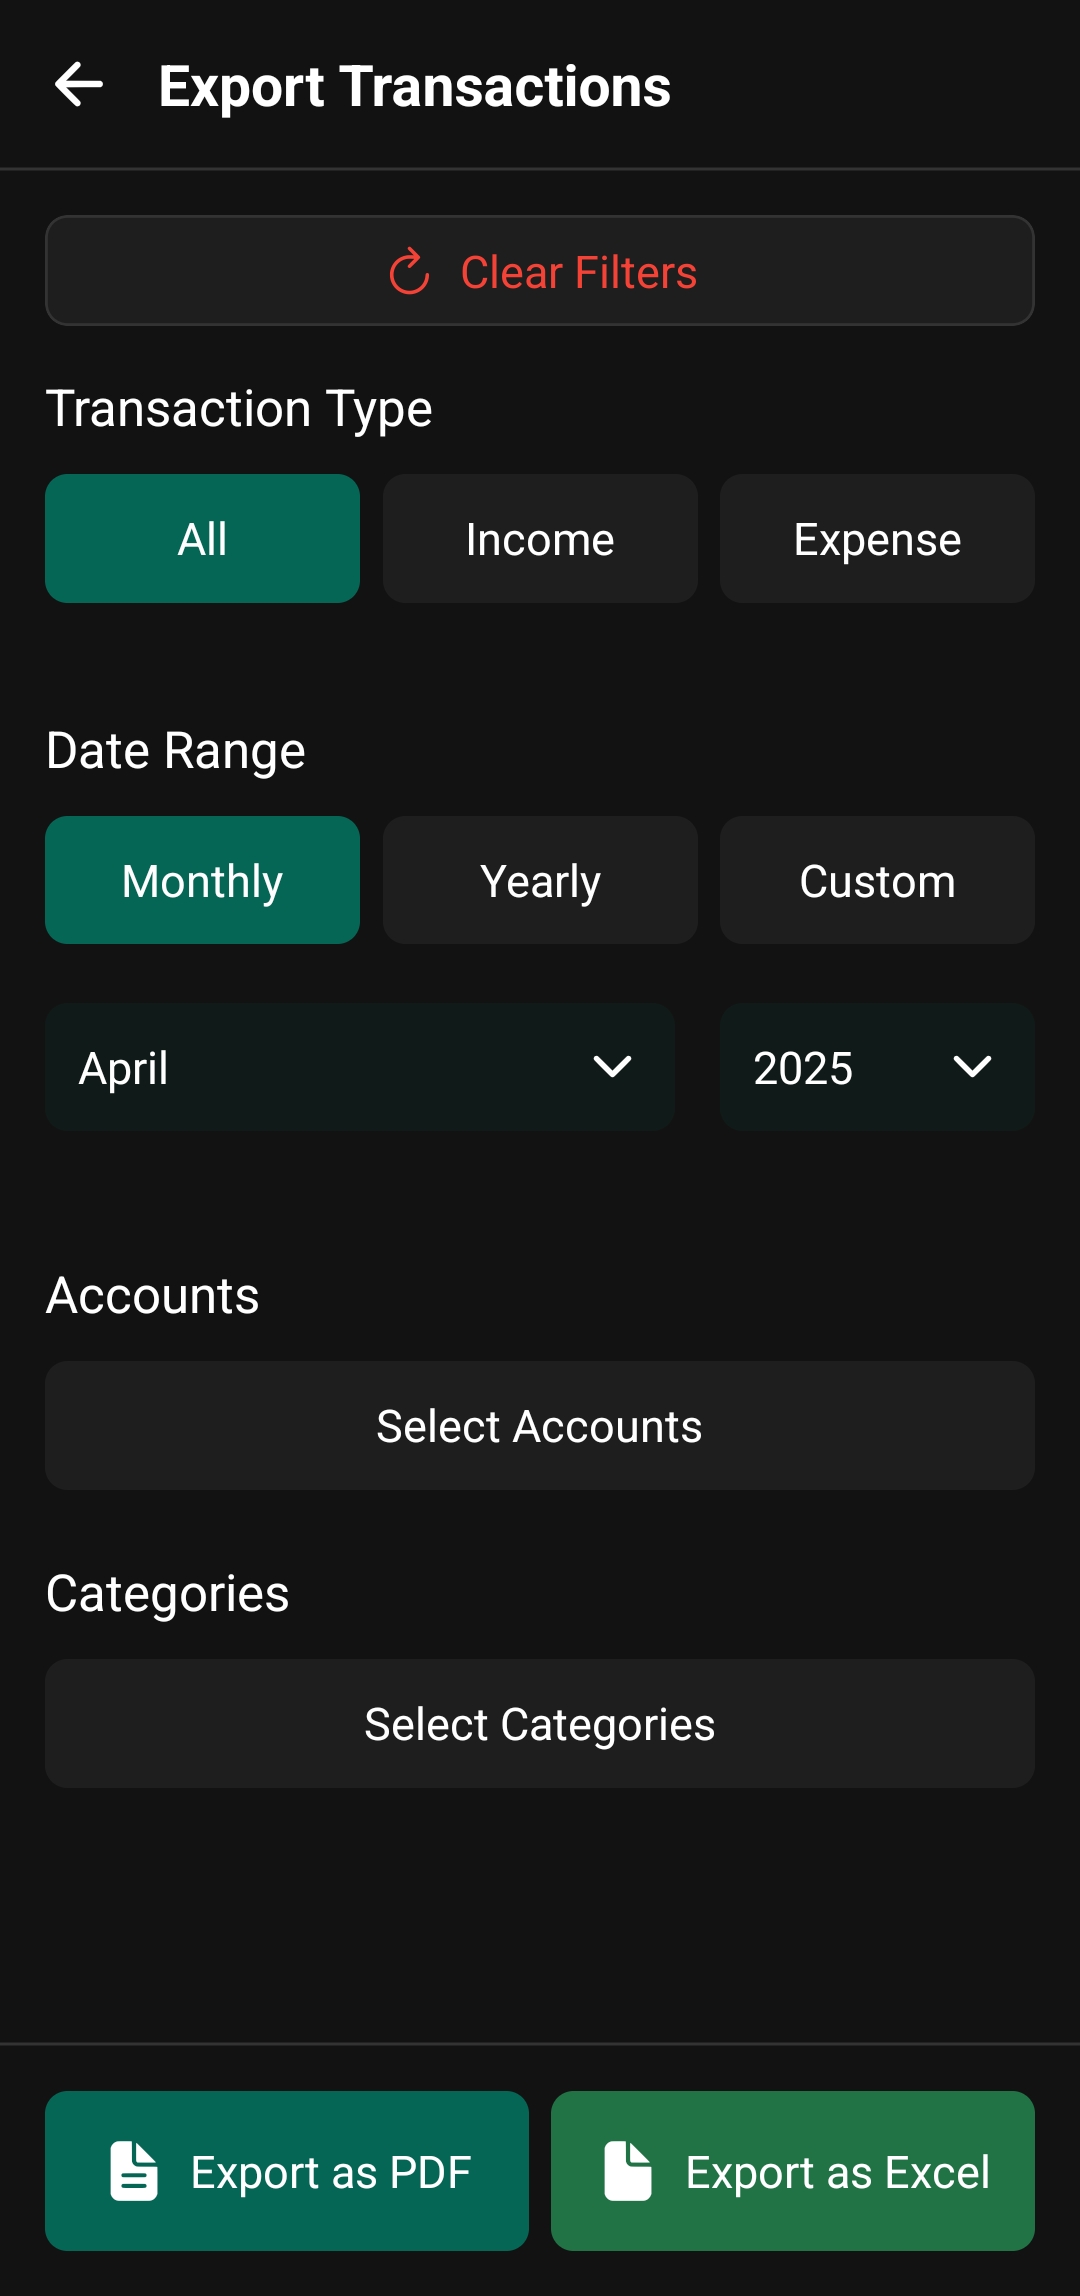 Export Transactions
Clear Filters
Transaction Type
All Income Expense
Date Range
Monthly Yearly Custom
April 2025
Accounts
Select Accounts
Categories
Select Categories
Export as PDF Export as Excel